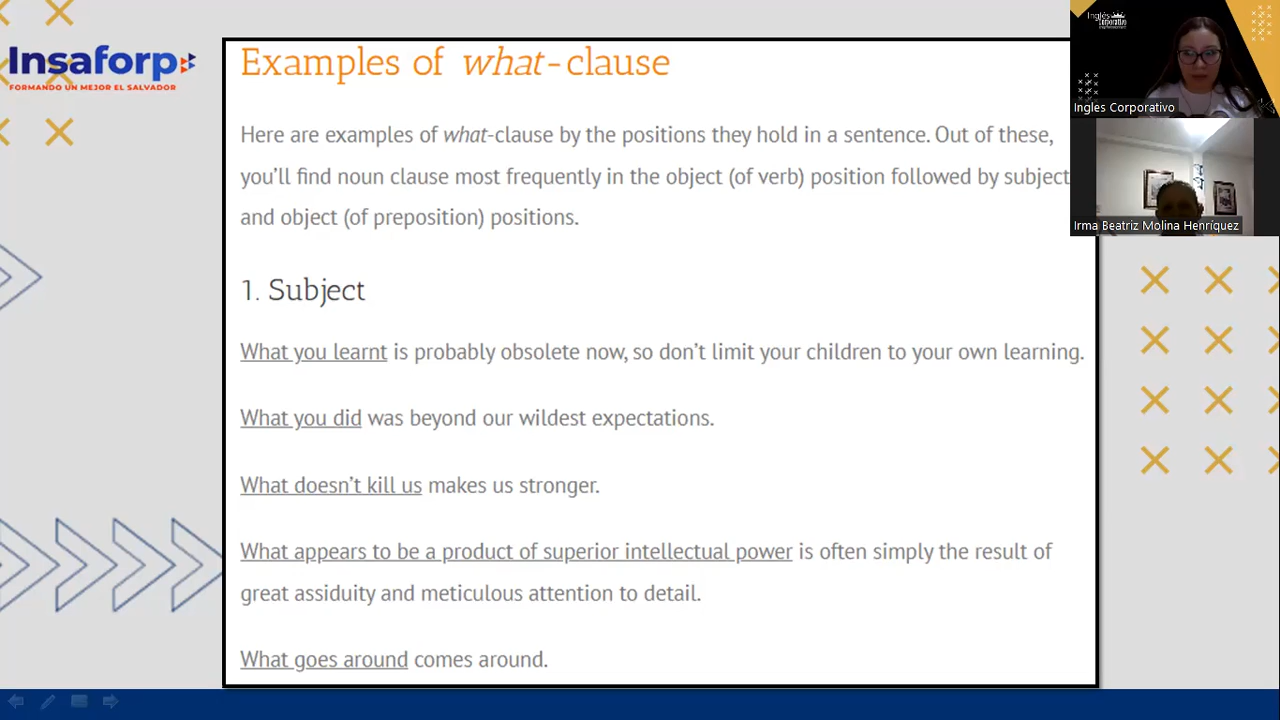 Insaforp
FORMANDO UN MEJOR EL SALVADOR
Examples of what-clause
Here are examples of what-clause by the positions they hold in a sentence. Out of these,
you'll find noun clause most frequently in the object (of verb) position followed by subject
and object (of preposition) positions.
1. Subject
What you learnt is probably obsolete now, so don't limit your children to your own learning.
What you did was beyond our wildest expectations.
What doesn't kill us makes us stronger.
What appears to be a product of superior intellectual power is often simply the result of
great assiduity and meticulous attention to detail.
What goes around comes around.
Inglés
Corporativo
Ingles Corporativo
Irma Beatriz Molina Henríquez